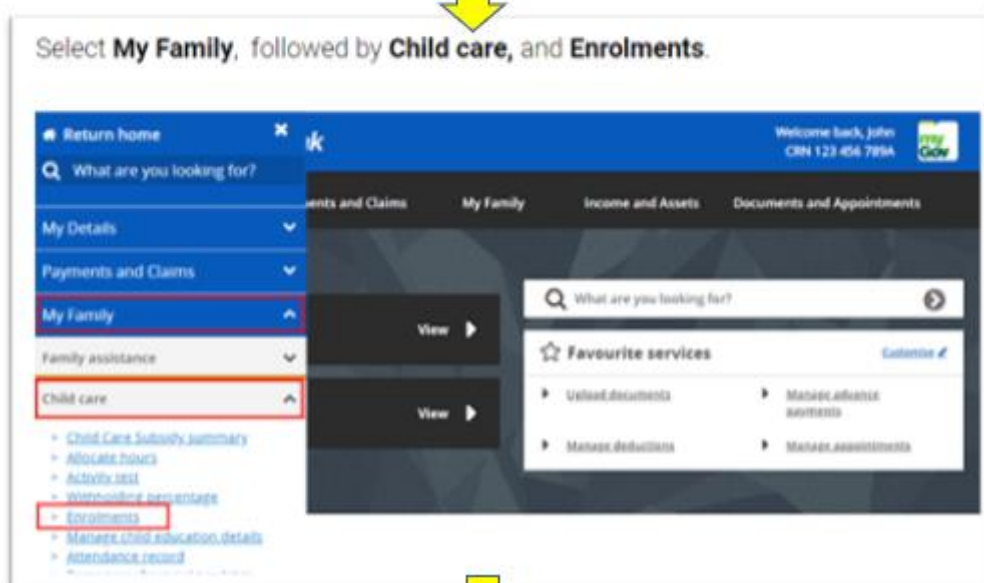 Select My Family, followed by Child care, and Enrolments.
Return home
What are you looking for?
My Details
Payments and Claims
My Family
Family assistance
Child care
Child Care Subsidy summary
Allocate hours
Activity test
Withholding percentage
Enrolments
Manage child education details
Attendance record
Welcome back, John
CRN 123 456 789A
my
Gov
and Claims
My Family
Income and Assets
Documents and Appointments
What are you looking for?
View
Favourite services
Customise
Upload documents
Manage advance
payments
View
Manage deductions
Manage appointments